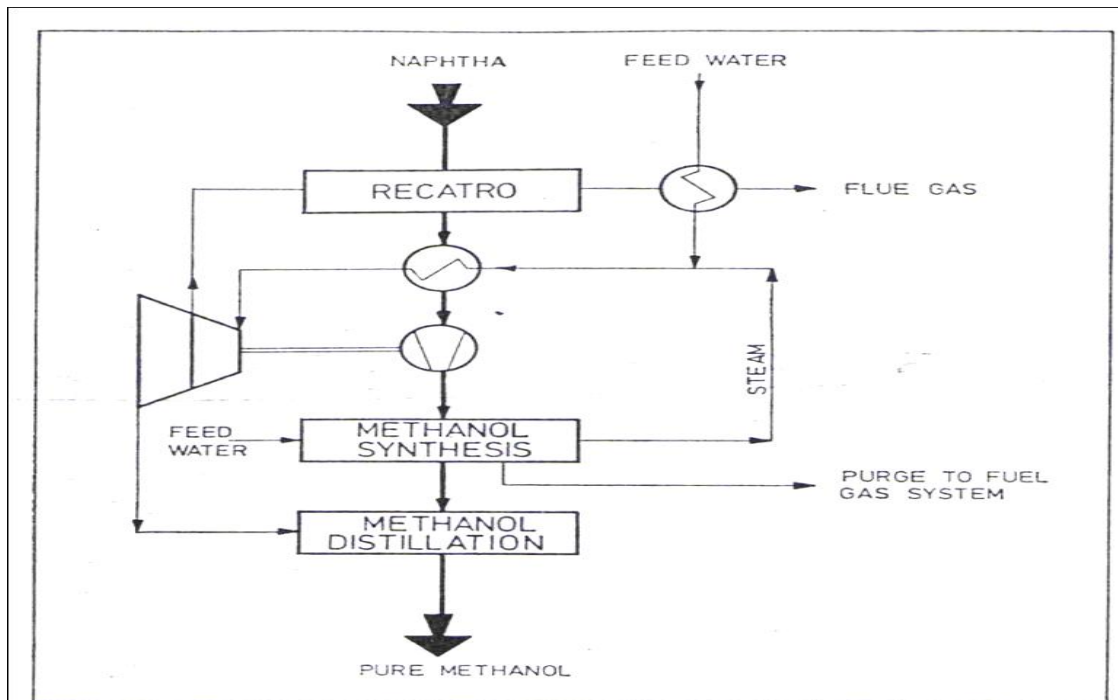 NAPHTHA
FEED WATER
RECATRO
FLUE GAS
STEAM
FEED
WATER
METHANOL
SYNTHESIS
PURGE TO FUEL
GAS SYSTEM
METHANOL
DISTILLATION
PURE METHANOL